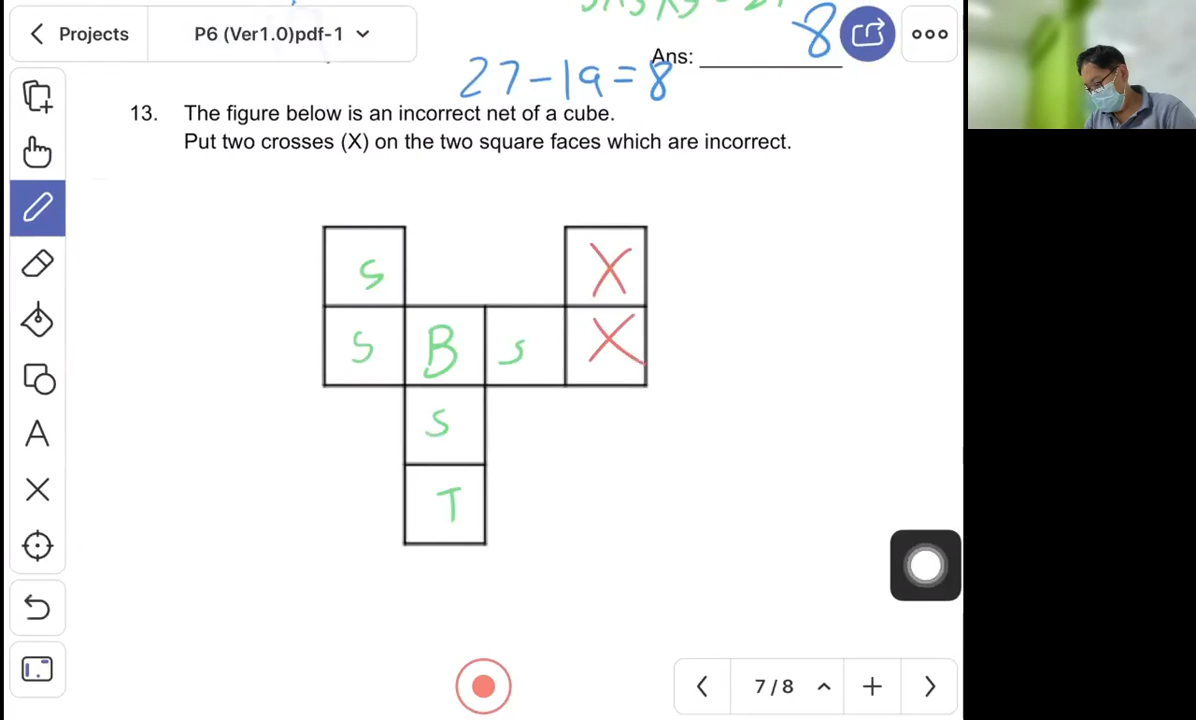 Projects
P6 (Ver1.0)pdf-1
8
Ans:
27-19=8
13. The figure below is an incorrect net of a cube.
Put two crosses (X) on the two square faces which are incorrect.
S X
S B S X
S
T
A
7 / 8